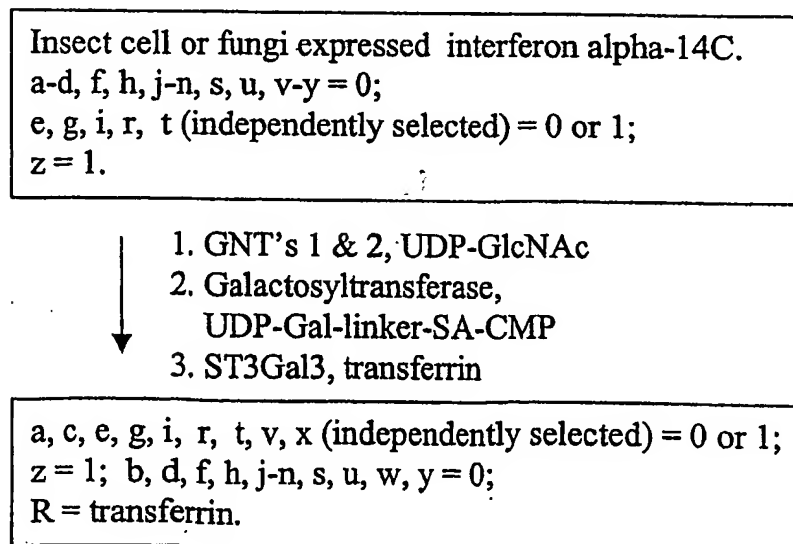 Insect cell or fungi expressed interferon alpha-14C.
a-d, f, h, j-n, s, u, v-y = 0;
e, g, i, r, t (independently selected) = 0 or 1;
z = 1.
1. GNT's 1 & 2, UDP-GlcNAc
2. Galactosyltransferase,
UDP-Gal-linker-SA-CMP
3. ST3Gal3, transferrin
a, c, e, g, i, r, t, v, x (independently selected) = 0 or 1;
z = 1; b, d, f, h, j-n, s, u, w, y = 0;
R = transferrin.